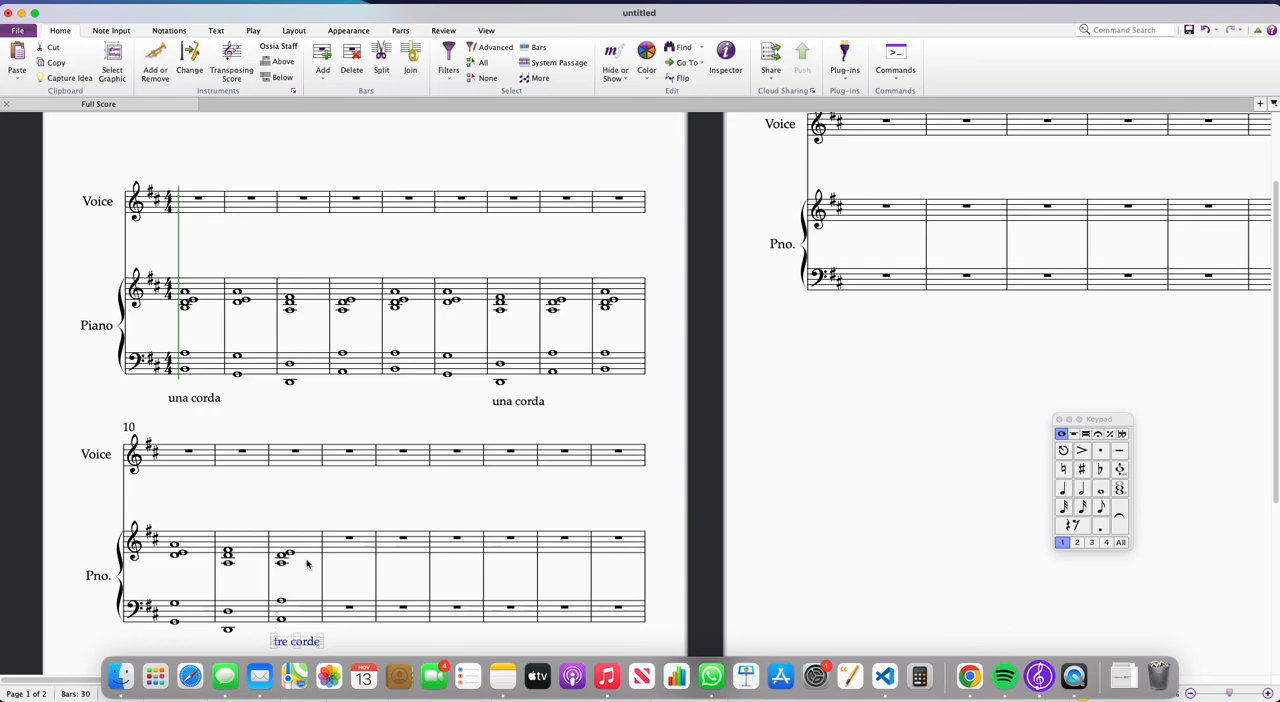 untitled
File Home Note Input Notations Text Play Layout Appearance Parts Review View Command Search
Paste Cut Copy Capture Idea Select Graphic Clipboard
Add or Remove Change Transposing Score Ossia Staff Above Below Instruments
Add Delete Split Join Bars
Filters Advanced All None Bars System Passage More Select
Hide or Show Color Find Go To Flip Inspector Edit
Share Push Cloud Sharing
Plug-ins Plug-ins
Commands Commands
Full Score
Voice
Piano
una corda una corda
10
Voice
Pno.
tre corde
Voice
Pno.
Keypad
1 2 3 4 All
4
NOV
13
tv
1
Page 1 of 2 Bars: 30